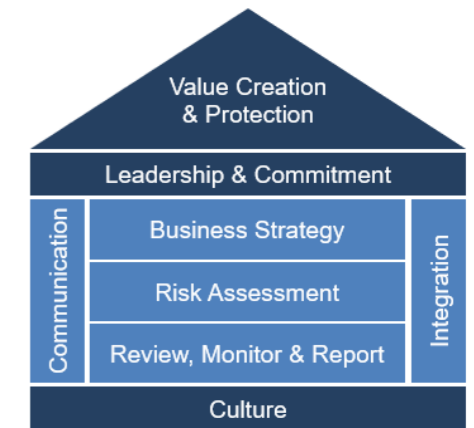 Value Creation
& Protection
Leadership & Commitment
Communication
Business Strategy
Risk Assessment
Review, Monitor & Report
Integration
Culture